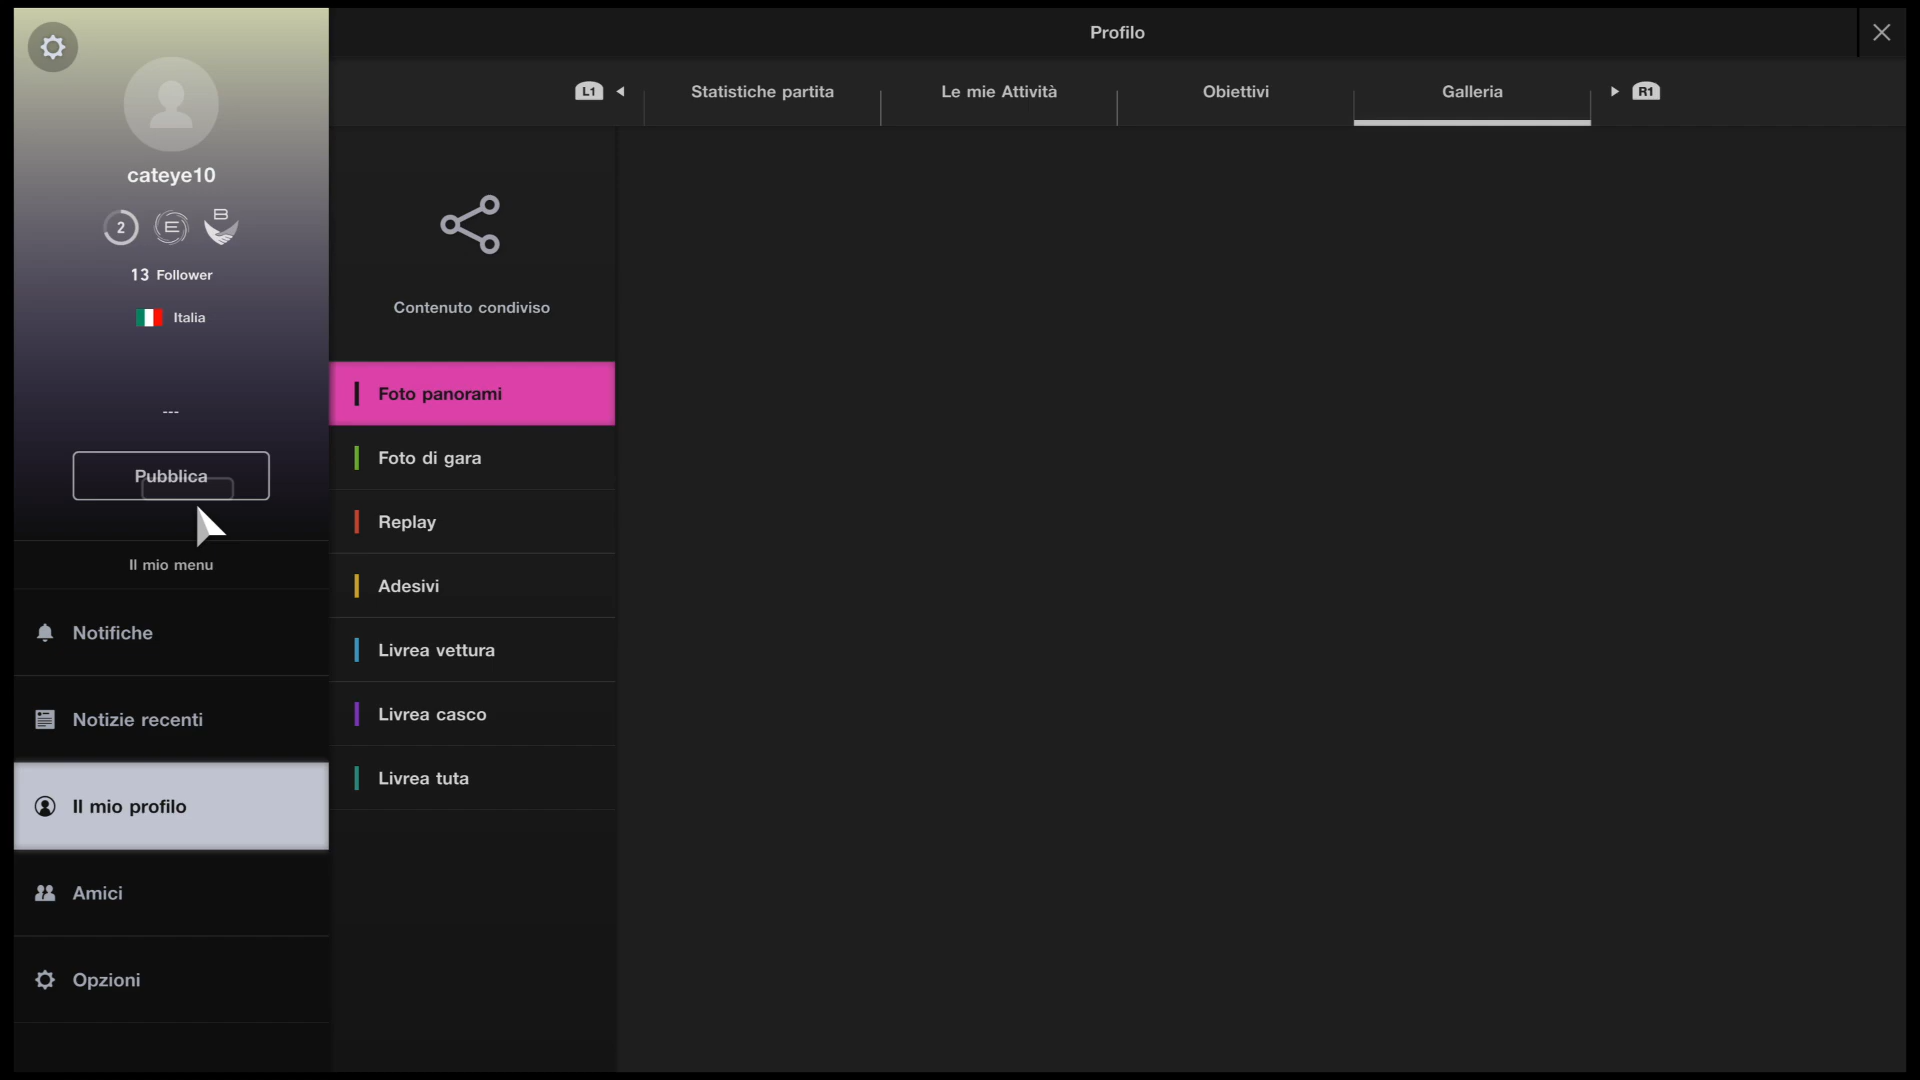 Profilo
L1
Statistiche partita
Le mie Attività
Obiettivi
Galleria
R1
cateye10
2
E
B
13 Follower
Italia
---
Pubblica
Il mio menu
Notifiche
Notizie recenti
Il mio profilo
Amici
Opzioni
Contenuto condiviso
Foto panorami
Foto di gara
Replay
Adesivi
Livrea vettura
Livrea casco
Livrea tuta